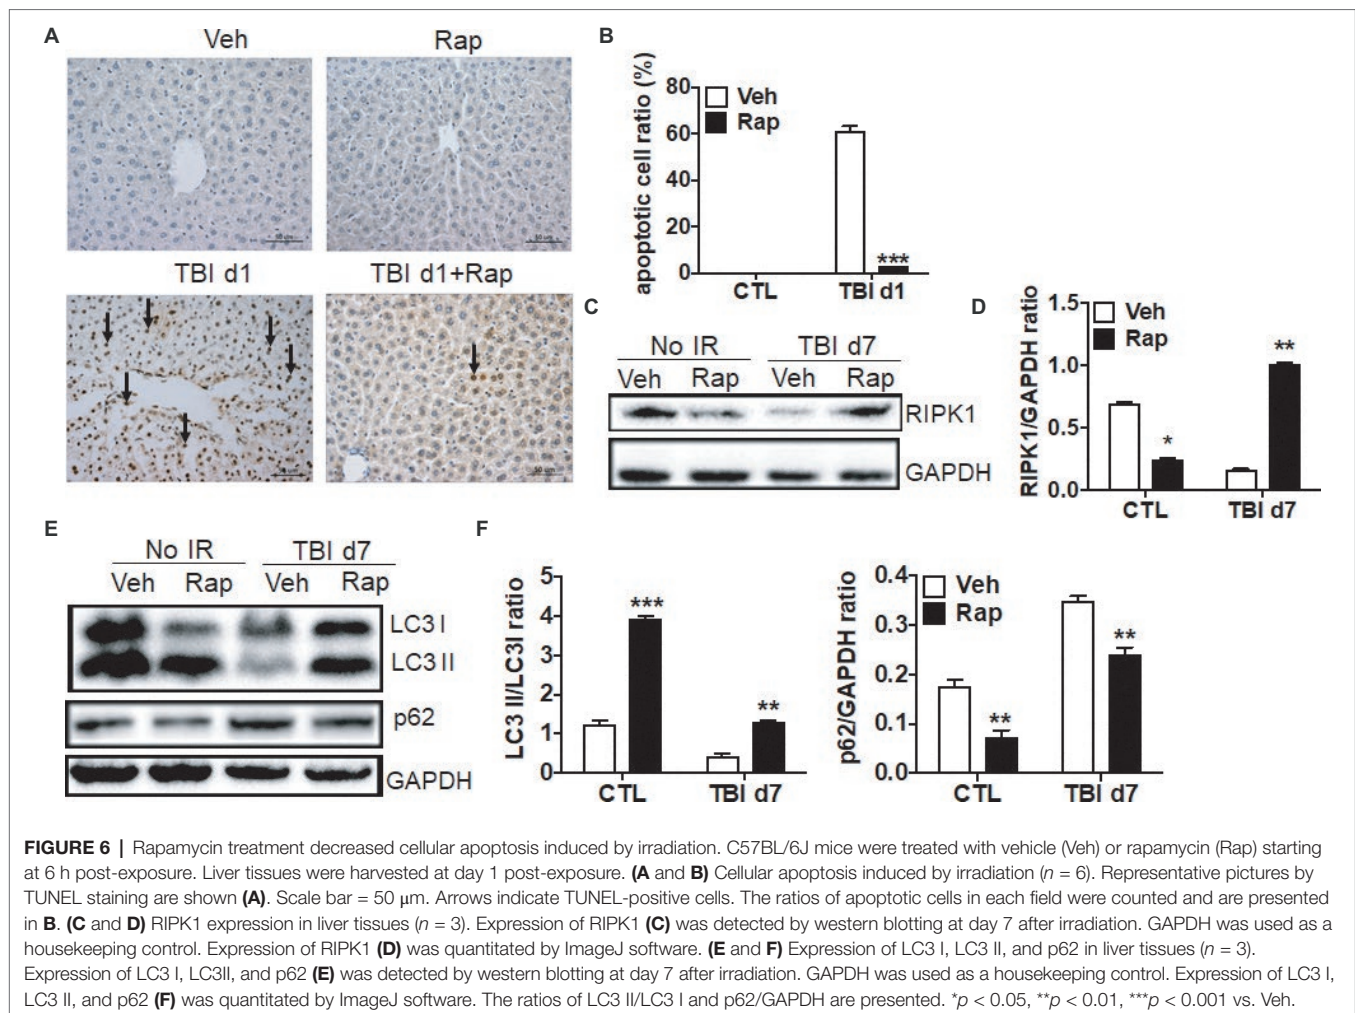 A
Veh
Rap
50 um
50 um
TBI d1
TBI d1+Rap
50 um
50 um
B
apoptotic cell ratio (%)
80
60
40
20
0
Veh
Rap
***
CTL
TBI d1
C
No IR
TBI d7
Veh
Rap
Veh
Rap
RIPK1
GAPDH
D
RIPK1/GAPDH ratio
1.5
1.0
0.5
0.0
Veh
Rap
*
**
CTL
TBI d7
E
No IR
TBI d7
Veh
Rap
Veh
Rap
LC3 I
LC3 II
p62
GAPDH
F
LC3 II/LC3I ratio
5
4
3
2
1
0
***
**
CTL
TBI d7
p62/GAPDH ratio
0.4
0.3
0.2
0.1
0.0
Veh
Rap
**
**
CTL
TBI d7
FIGURE 6 | Rapamycin treatment decreased cellular apoptosis induced by irradiation. C57BL/6J mice were treated with vehicle (Veh) or rapamycin (Rap) starting
at 6 h post-exposure. Liver tissues were harvested at day 1 post-exposure. (A and B) Cellular apoptosis induced by irradiation (n = 6). Representative pictures by
TUNEL staining are shown (A). Scale bar = 50 μm. Arrows indicate TUNEL-positive cells. The ratios of apoptotic cells in each field were counted and are presented
in B. (C and D) RIPK1 expression in liver tissues (n = 3). Expression of RIPK1 (C) was detected by western blotting at day 7 after irradiation. GAPDH was used as a
housekeeping control. Expression of RIPK1 (D) was quantitated by ImageJ software. (E and F) Expression of LC3 I, LC3 II, and p62 in liver tissues (n = 3).
Expression of LC3 I, LC3II, and p62 (E) was detected by western blotting at day 7 after irradiation. GAPDH was used as a housekeeping control. Expression of LC3 I,
LC3 II, and p62 (F) was quantitated by ImageJ software. The ratios of LC3 II/LC3 I and p62/GAPDH are presented. *p < 0.05, **p < 0.01, ***p < 0.001 vs. Veh.